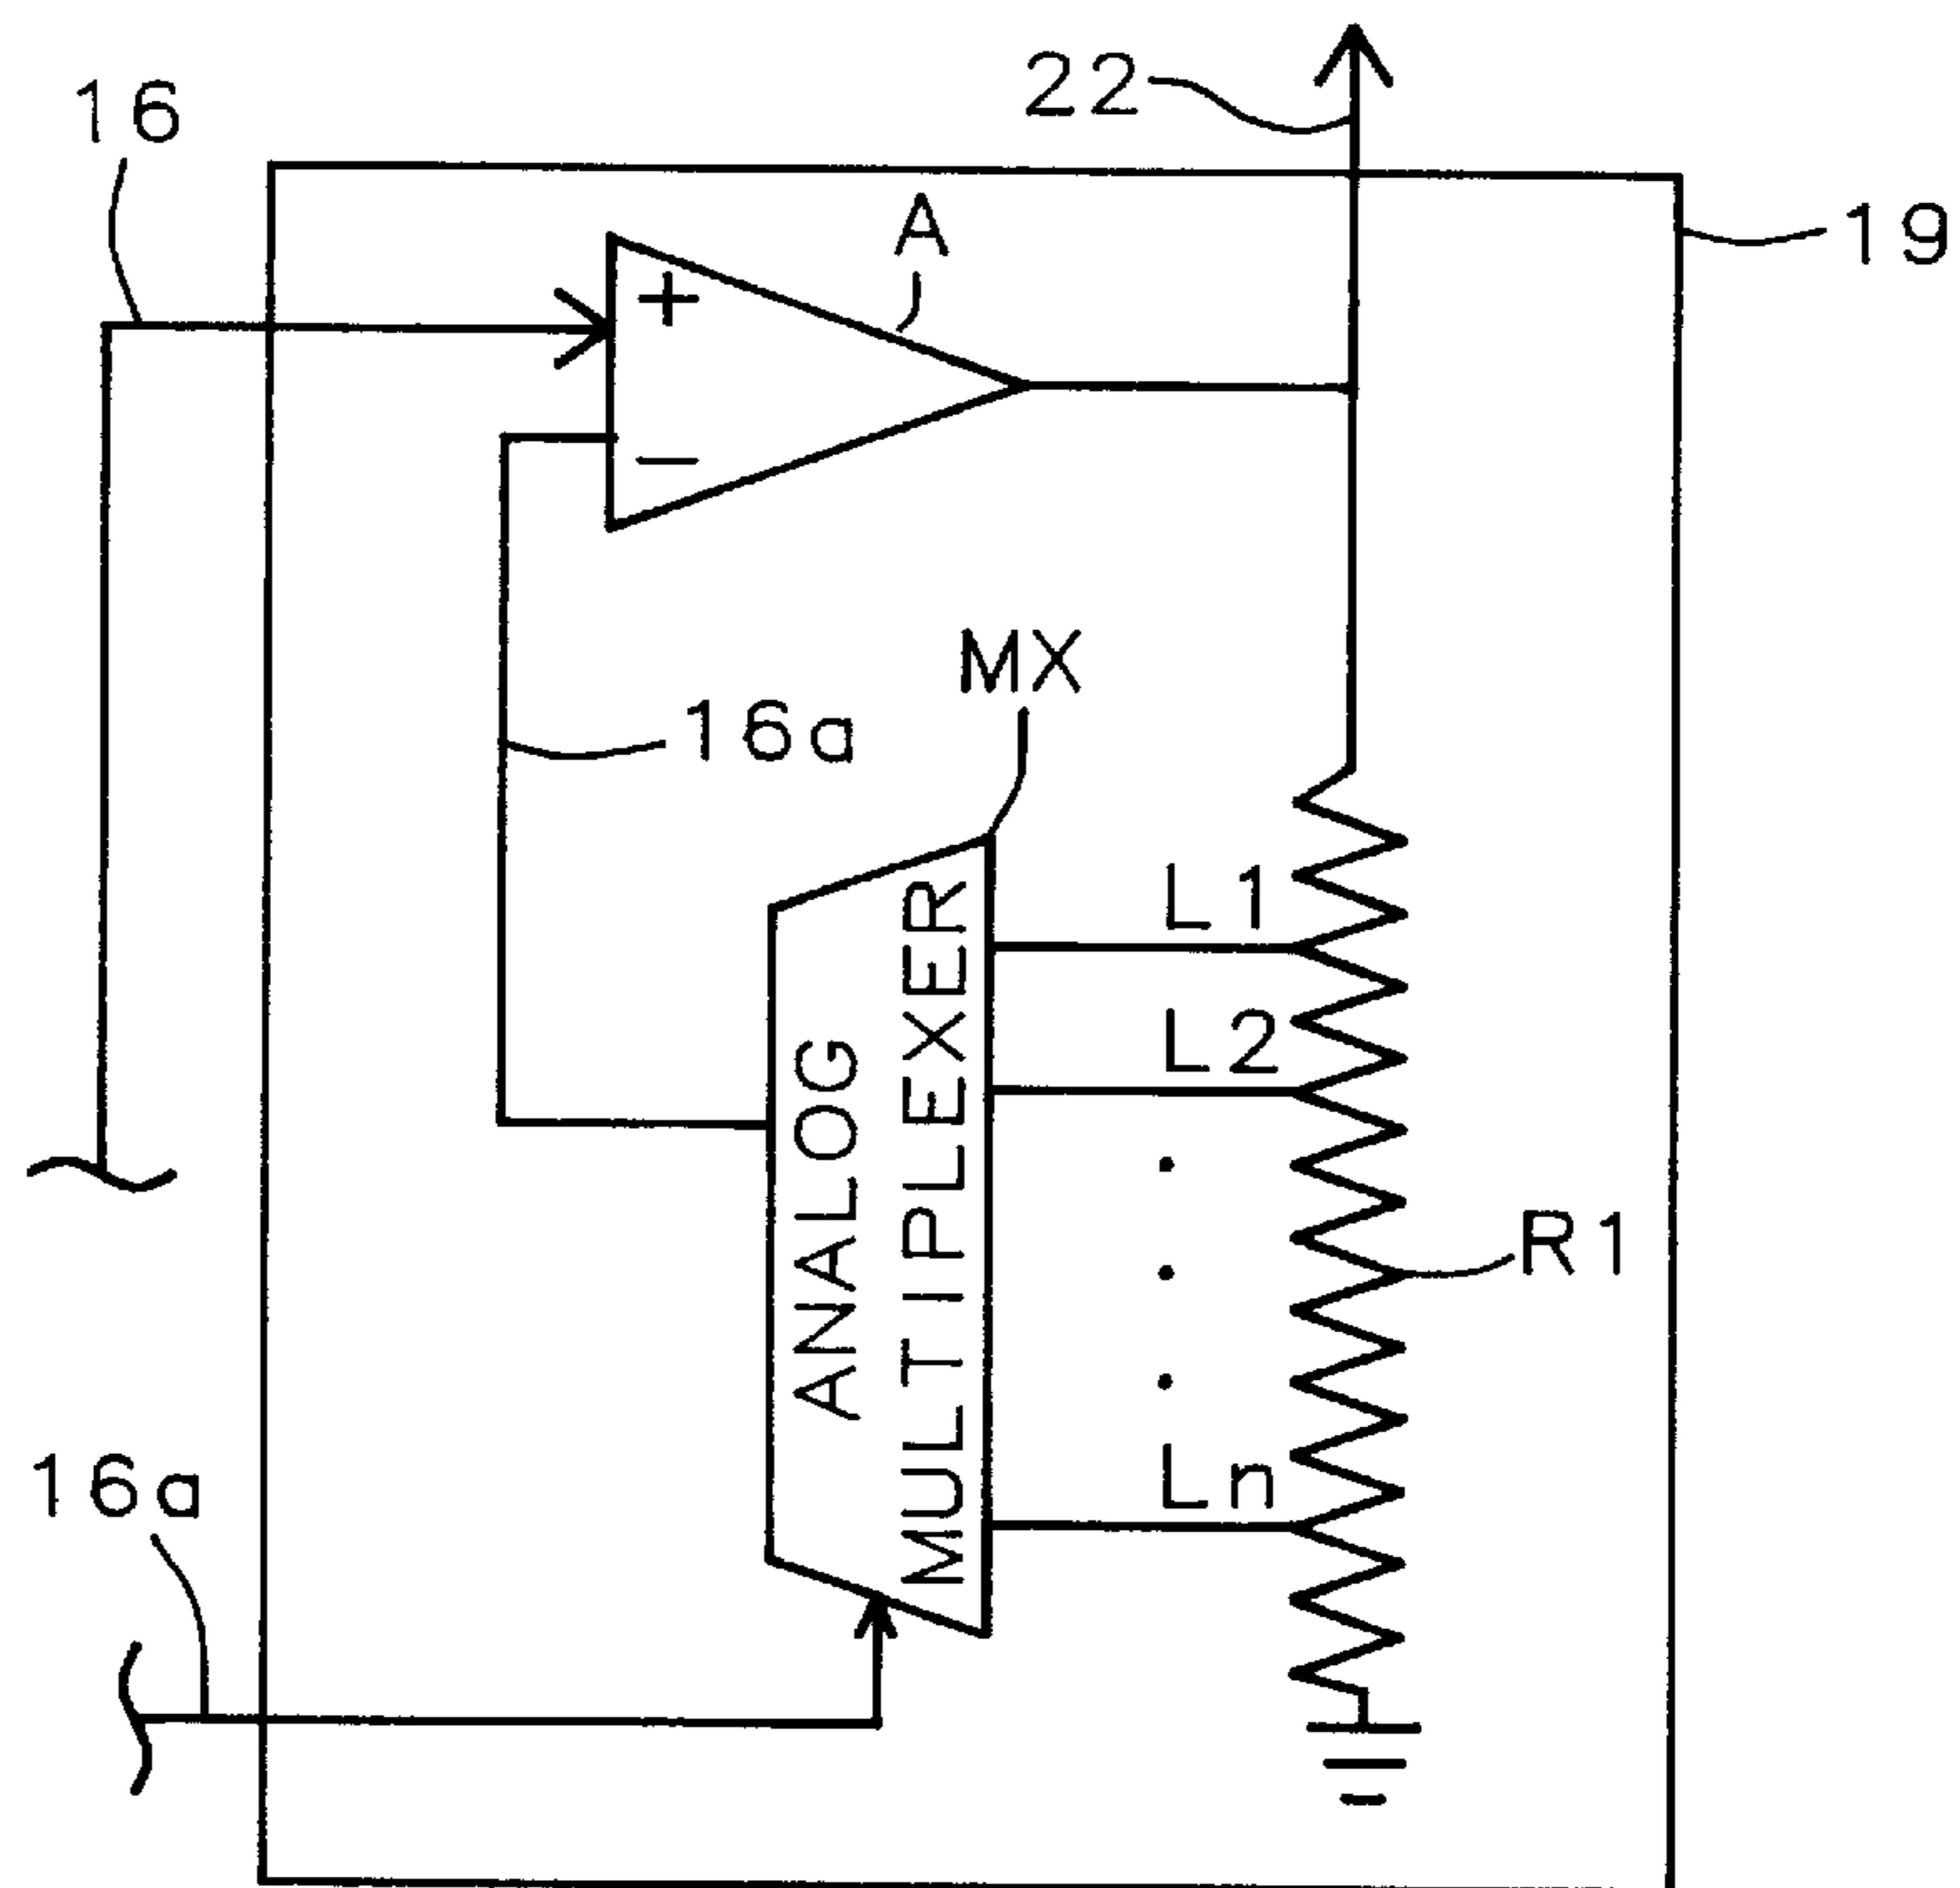 22
16
A
19
+
−
MX
16a
L1
L2
ANALOG
MULTIPLEXER
R1
Ln
16a